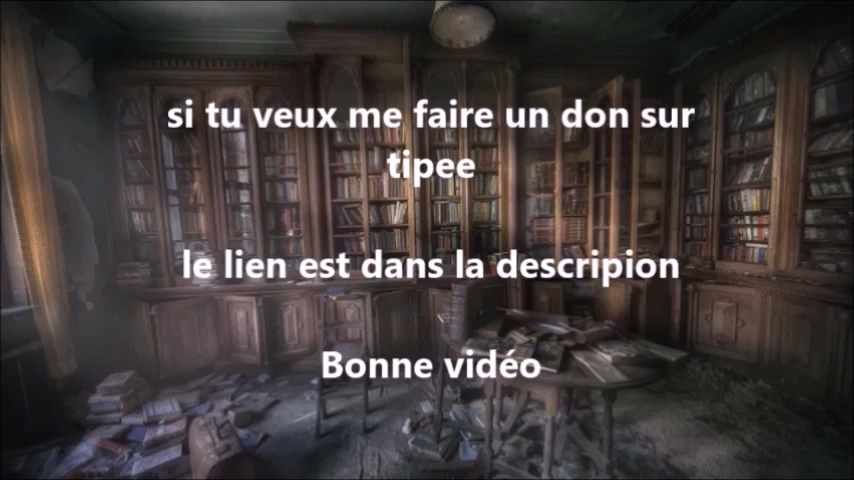 si tu veux me faire un don sur
tipee
le lien est dans la descripion
Bonne vidéo